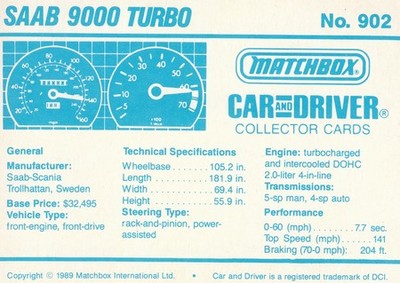 SAAB 9000 TURBO
No. 902
MATCHBOX
CAR AND DRIVER®
COLLECTOR CARDS
General
Manufacturer:
Saab-Scania
Trollhattan, Sweden
Base Price: $32,495
Vehicle Type:
front-engine, front-drive
Technical Specifications
Wheelbase . . . . . . . 105.2 in.
Length . . . . . . . . . . 181.9 in.
Width . . . . . . . . . . . 69.4 in.
Height . . . . . . . . . . 55.9 in.
Steering Type:
rack-and-pinion, power-
assisted
Engine: turbocharged
and intercooled DOHC
2.0-liter 4-in-line
Transmissions:
5-sp man, 4-sp auto
Performance
0-60 (mph) . . . . . . . . 7.7 sec.
Top Speed (mph) . . . . . 141
Braking (70-0 mph): 204 ft.
Copyright © 1989 Matchbox International Ltd. • Car and Driver is a registered trademark of DCI.